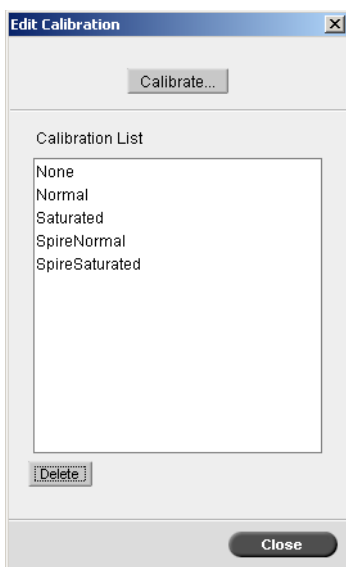 Edit Calibration
Calibrate...
Calibration List
None
Normal
Saturated
SpireNormal
SpireSaturated
Delete
Close